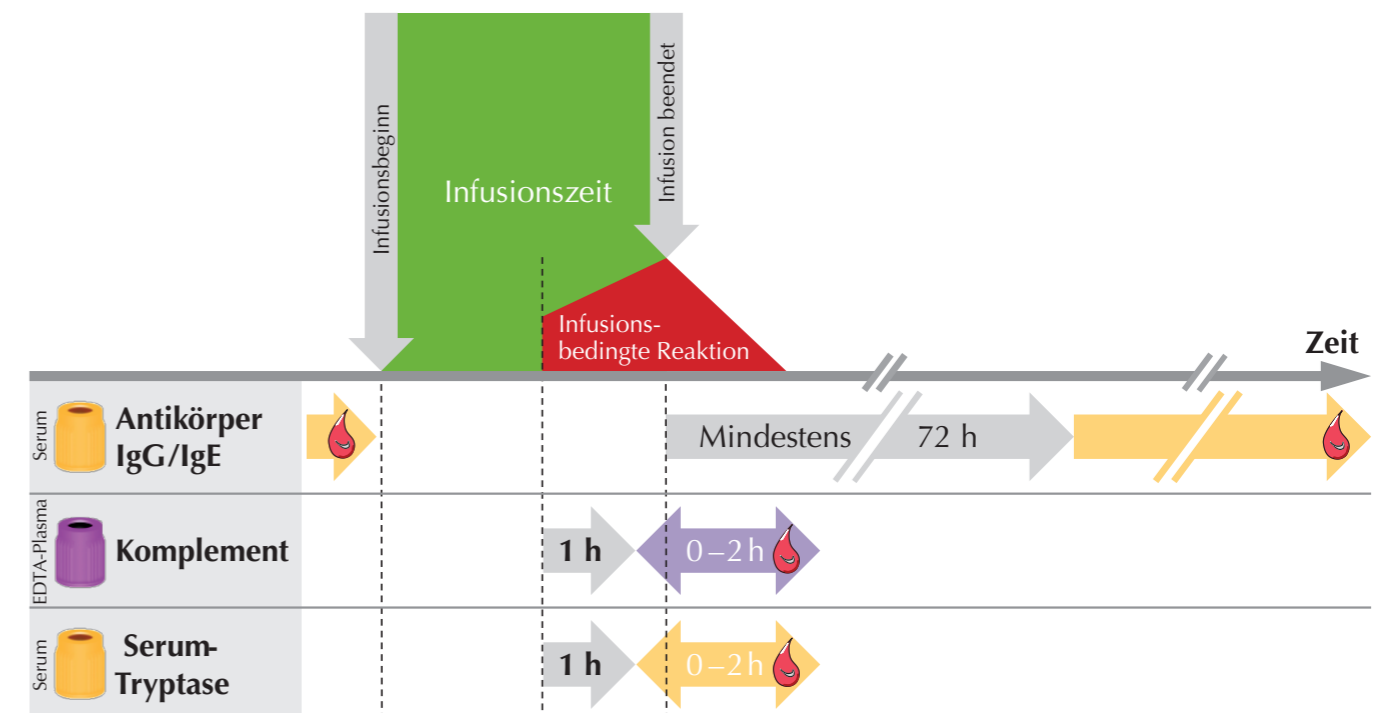 Infusionsbeginn
Infusionszeit
Infusion beendet
Infusions-
bedingte Reaktion
Zeit
Serum
Antikörper
IgG/IgE
Mindestens 72 h
EDTA-Plasma
Komplement
1 h
0–2 h
Serum
Serum-
Tryptase
1 h
0–2 h